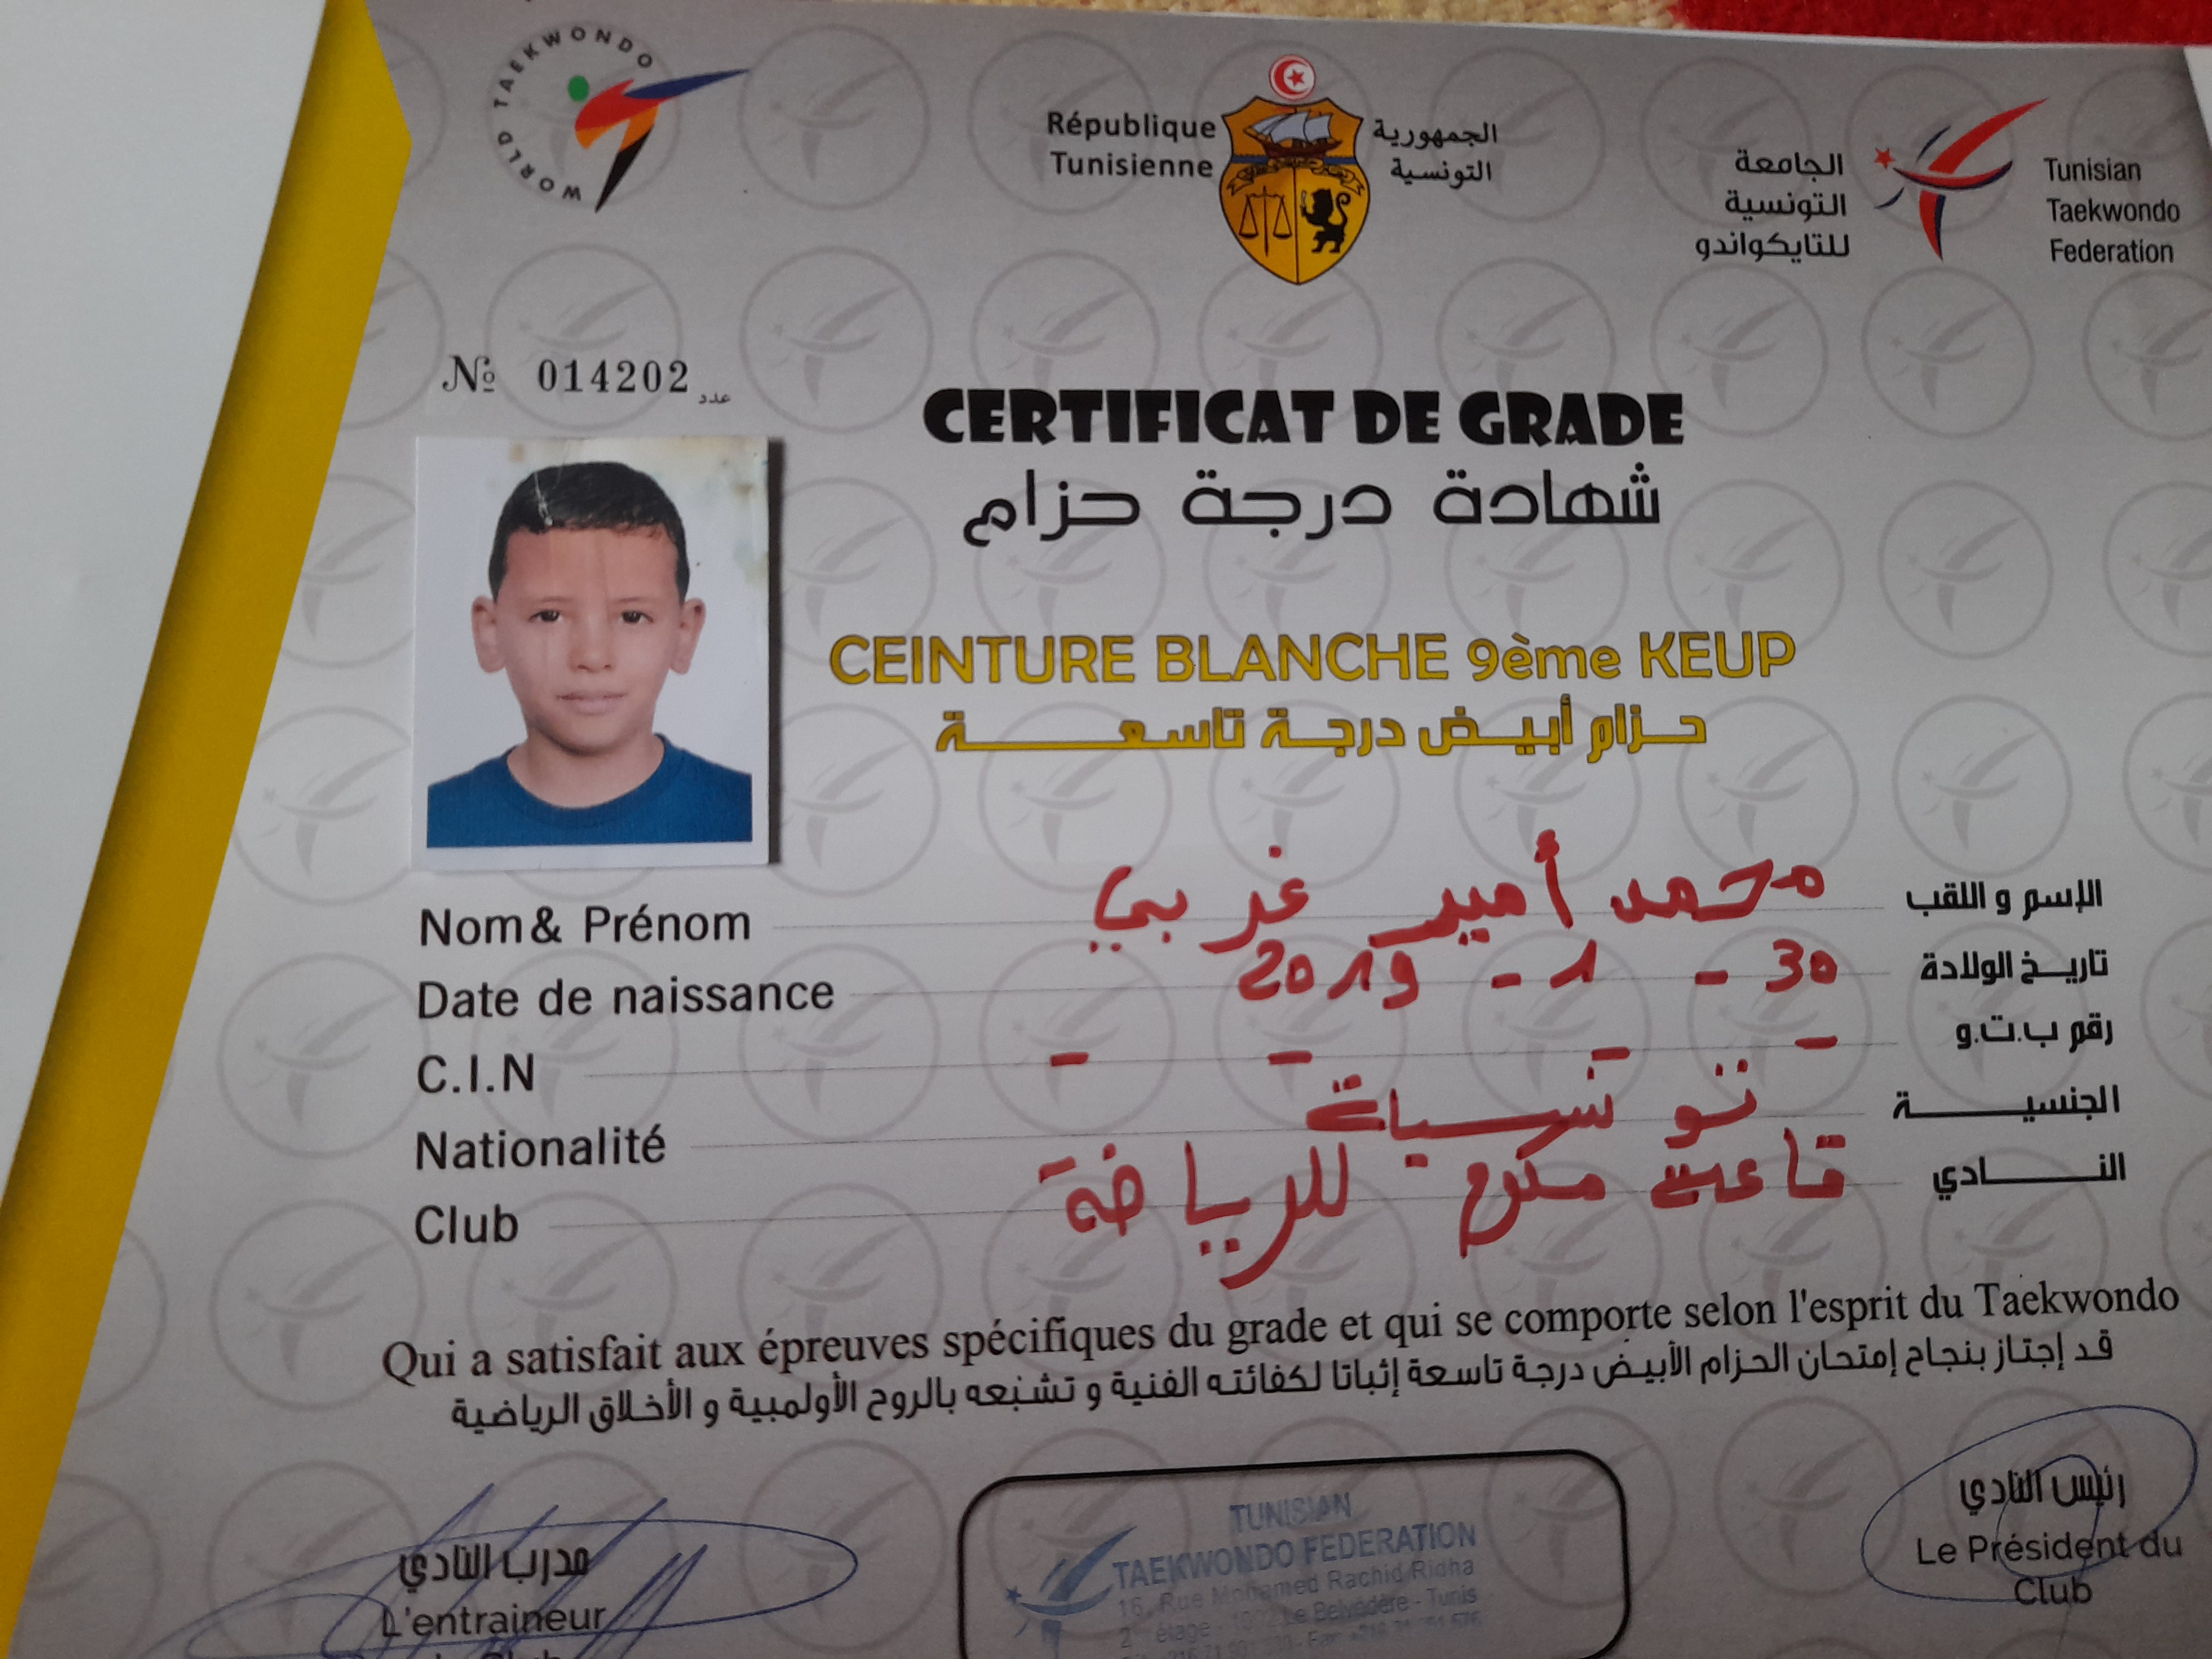 WORLD TAEKWONDO
République Tunisienne
الجمهورية التونسية
الجامعة التونسية للتايكواندو
Tunisian Taekwondo Federation
№ 014202 عدد
CERTIFICAT DE GRADE
شهادة درجة حزام
CEINTURE BLANCHE 9ème KEUP
حزام أبيض درجة تاسعة
Nom& Prénom محمد أمير غربي الإسم و اللقب
Date de naissance 30 - 1 - 2019 تاريخ الولادة
C.I.N - - - - رقم ب.ت.و
Nationalité تونسية الجنسية
Club قاعة للرياضة النادي
Qui a satisfait aux épreuves spécifiques du grade et qui se comporte selon l'esprit du Taekwondo
قد إجتاز بنجاح إمتحان الحزام الأبيض درجة تاسعة إثباتا لكفائته الفنية و تشبعه بالروح الأولمبية و الأخلاق الرياضية
مدرب النادي
L'entraineur
TUNISIAN
TAEKWONDO FEDERATION
16, Rue Mohamed Rachid Ridha
étage Le Belvédère - Tunis
رئيس النادي
Le Président du
Club